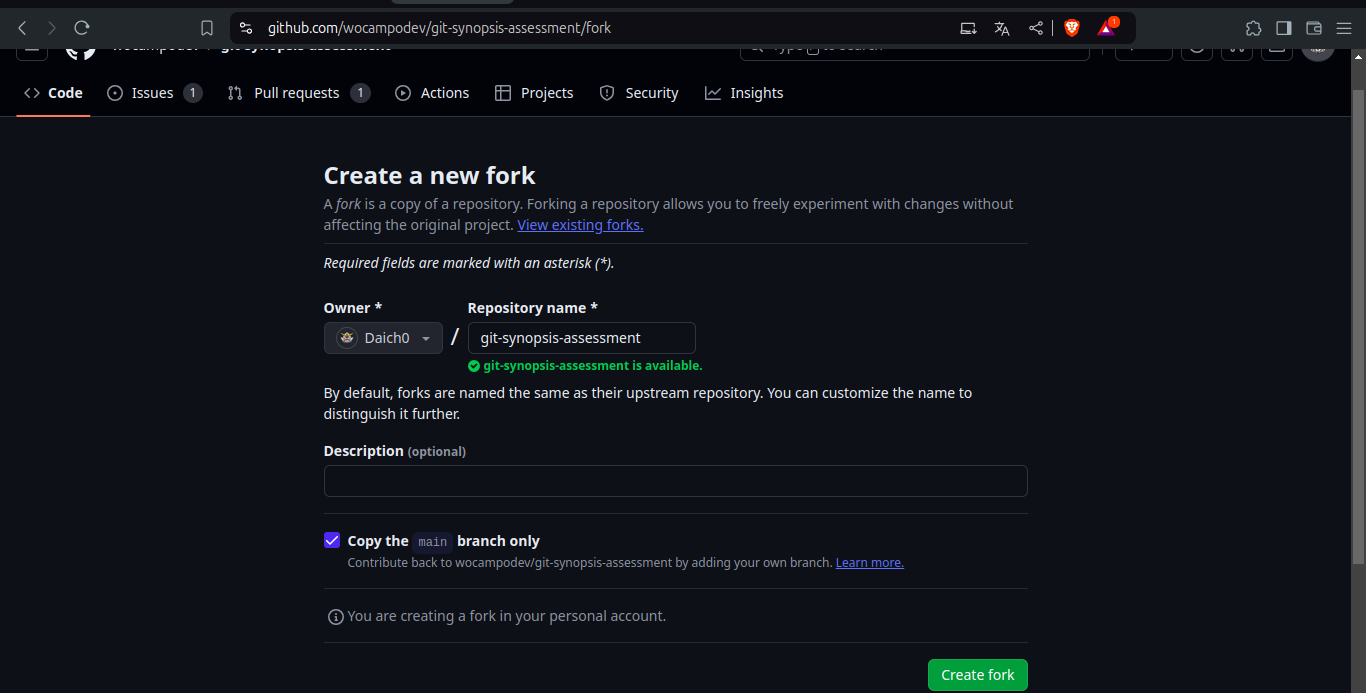 github.com/wocampodev/git-synopsis-assessment/fork
1
Code
Issues 1
Pull requests 1
Actions
Projects
Security
Insights
Create a new fork
A fork is a copy of a repository. Forking a repository allows you to freely experiment with changes without
affecting the original project. View existing forks.
Required fields are marked with an asterisk (*).
Owner *
Repository name *
Daich0
/
git-synopsis-assessment
git-synopsis-assessment is available.
By default, forks are named the same as their upstream repository. You can customize the name to
distinguish it further.
Description (optional)
Copy the main branch only
Contribute back to wocampodev/git-synopsis-assessment by adding your own branch. Learn more.
You are creating a fork in your personal account.
Create fork